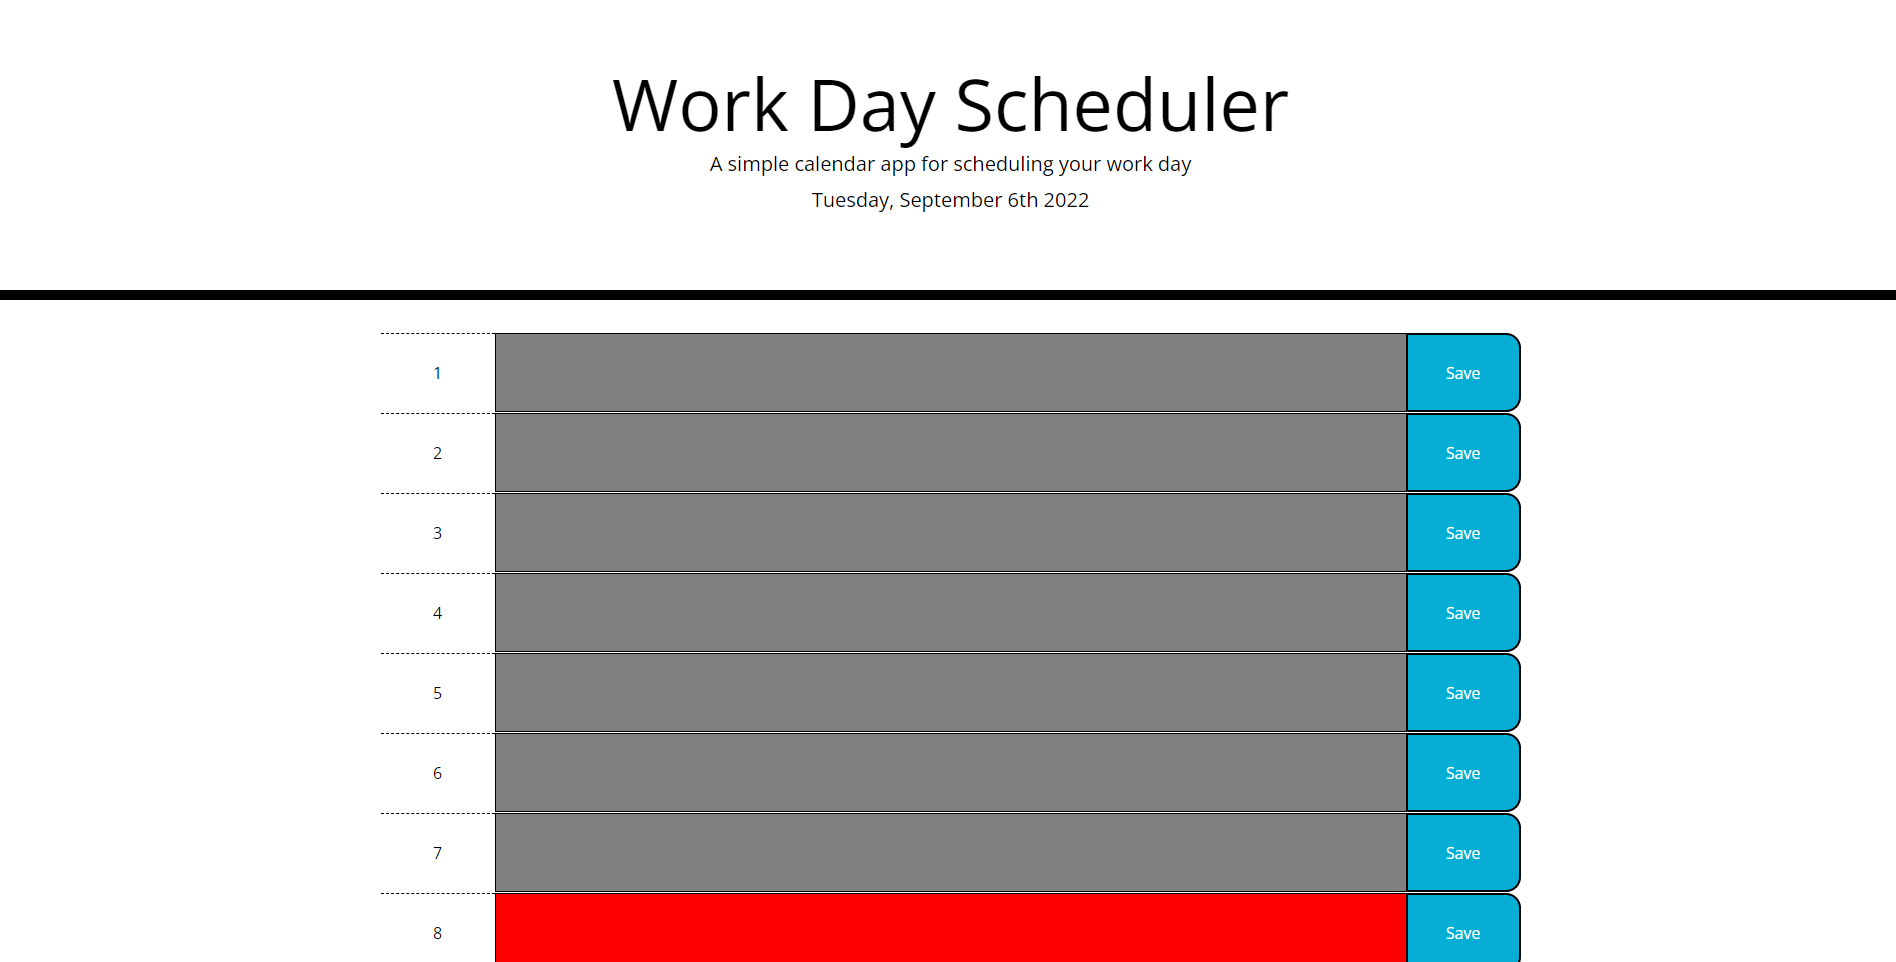 Work Day Scheduler
A simple calendar app for scheduling your work day
Tuesday, September 6th 2022
1 Save
2 Save
3 Save
4 Save
5 Save
6 Save
7 Save
8 Save